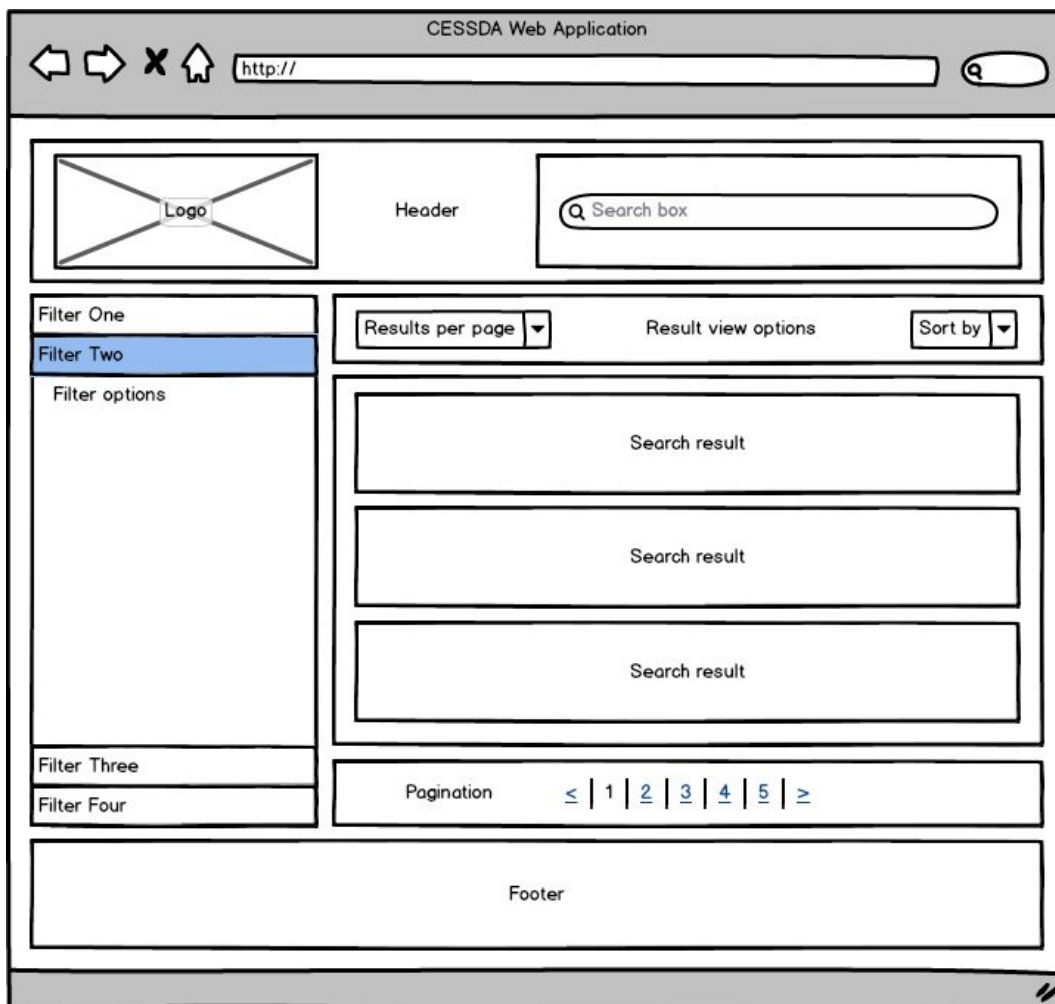 CESSDA Web Application
http://
Logo
Header
Search box
Filter One
Filter Two
Filter options
Filter Three
Filter Four
Results per page
Result view options
Sort by
Search result
Search result
Search result
Pagination
< | 1 | 2 | 3 | 4 | 5 | >
Footer